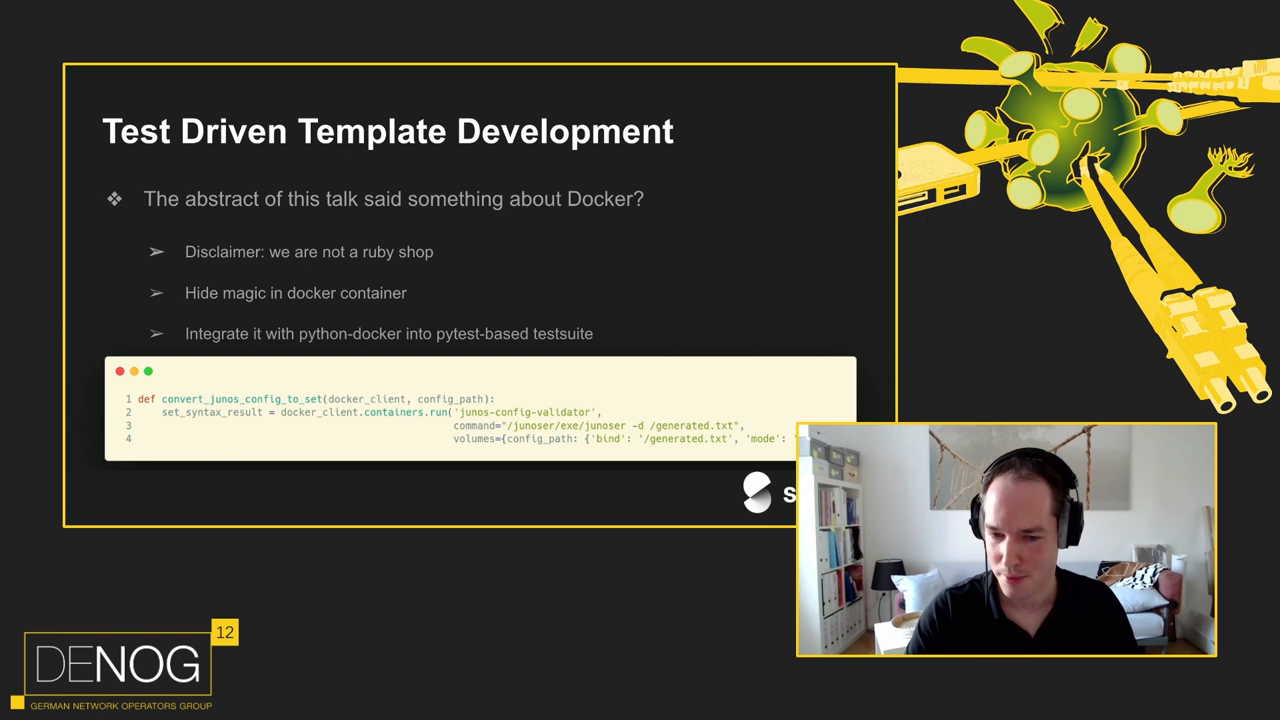 Test Driven Template Development
❖ The abstract of this talk said something about Docker?
➢ Disclaimer: we are not a ruby shop
➢ Hide magic in docker container
➢ Integrate it with python-docker into pytest-based testsuite
1 def convert_junos_config_to_set(docker_client, config_path):
2 set_syntax_result = docker_client.containers.run('junos-config-validator',
3 command="/junoser/exe/junoser -d /generated.txt",
4 volumes={config_path: {'bind': '/generated.txt', 'mode': '
S
12
DENOG
GERMAN NETWORK OPERATORS GROUP